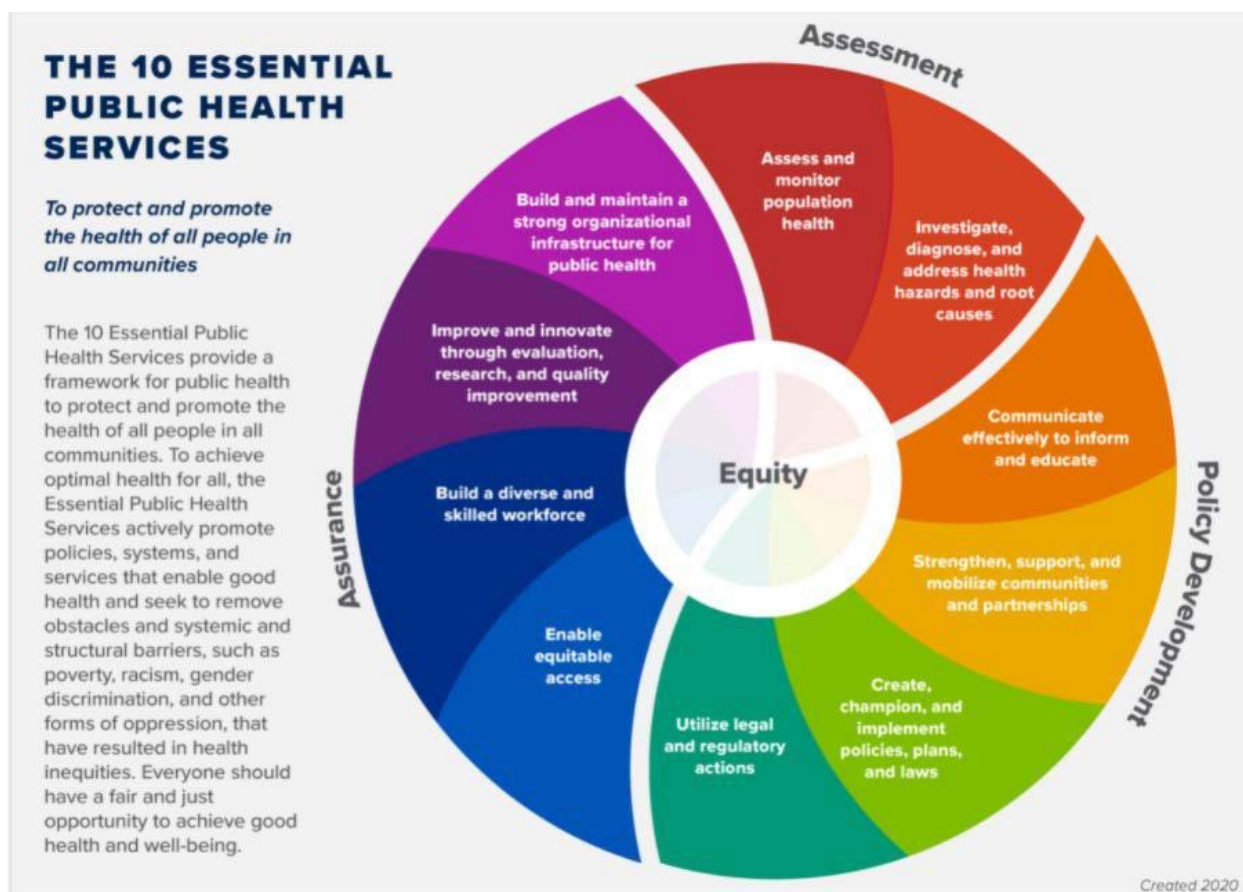 THE 10 ESSENTIAL
PUBLIC HEALTH
SERVICES
To protect and promote
the health of all people in
all communities
The 10 Essential Public
Health Services provide a
framework for public health
to protect and promote the
health of all people in all
communities. To achieve
optimal health for all, the
Essential Public Health
Services actively promote
policies, systems, and
services that enable good
health and seek to remove
obstacles and systemic and
structural barriers, such as
poverty, racism, gender
discrimination, and other
forms of oppression, that
have resulted in health
inequities. Everyone should
have a fair and just
opportunity to achieve good
health and well-being.
Assessment
Assess and
monitor
population
health
Investigate,
diagnose, and
address health
hazards and root
causes
Policy Development
Communicate
effectively to inform
and educate
Strengthen, support, and
mobilize communities
and partnerships
Create,
champion, and
implement
policies, plans,
and laws
Utilize legal
and regulatory
actions
Assurance
Enable
equitable
access
Build a diverse and
skilled workforce
Improve and innovate
through evaluation,
research, and quality
improvement
Build and maintain a
strong organizational
infrastructure for
public health
Equity
Created 2020